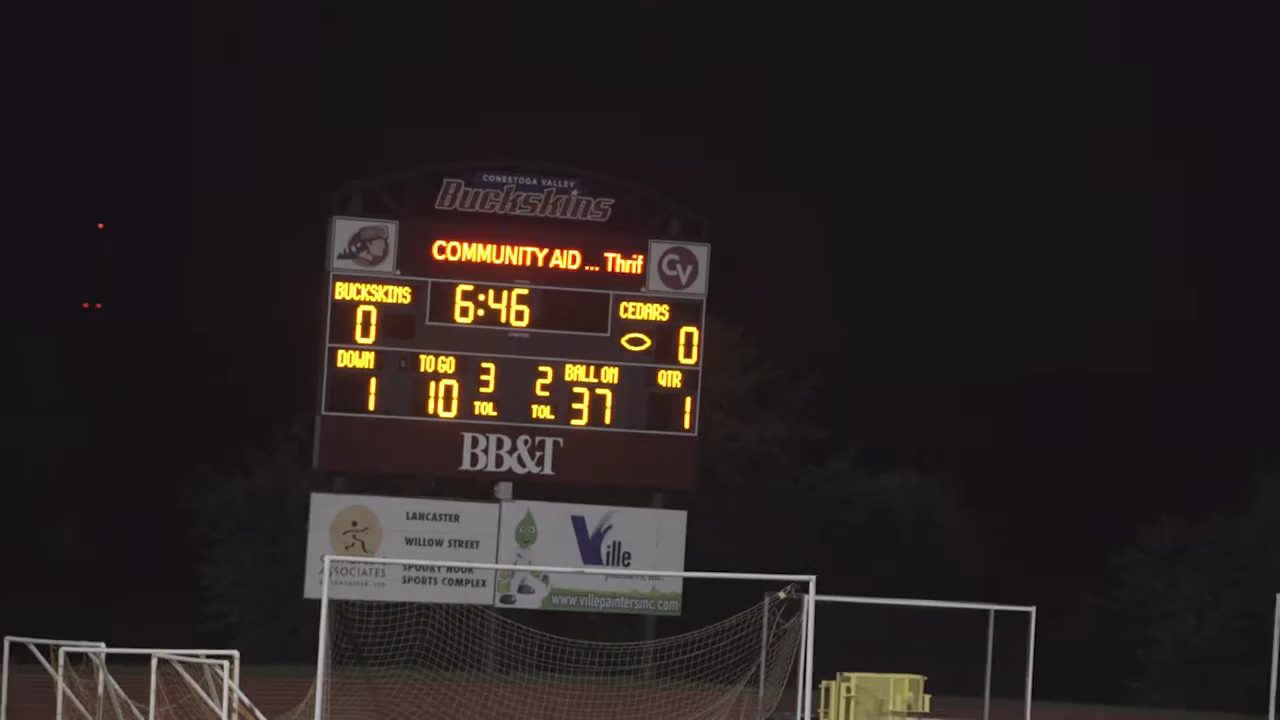 CONESTOGA VALLEY
Buckskins
COMMUNITY AID ... Thrif
CV
BUCKSKINS 6:46 CEDARS
0 0
DOWN TO GO 3 2 BALL ON QTR
1 10 TOL TOL 37 1
BB&T
LANCASTER
WILLOW STREET
SPOOKY NOOK
SPORTS COMPLEX
ASSOCIATES
Ville
www.villepaintersinc.com